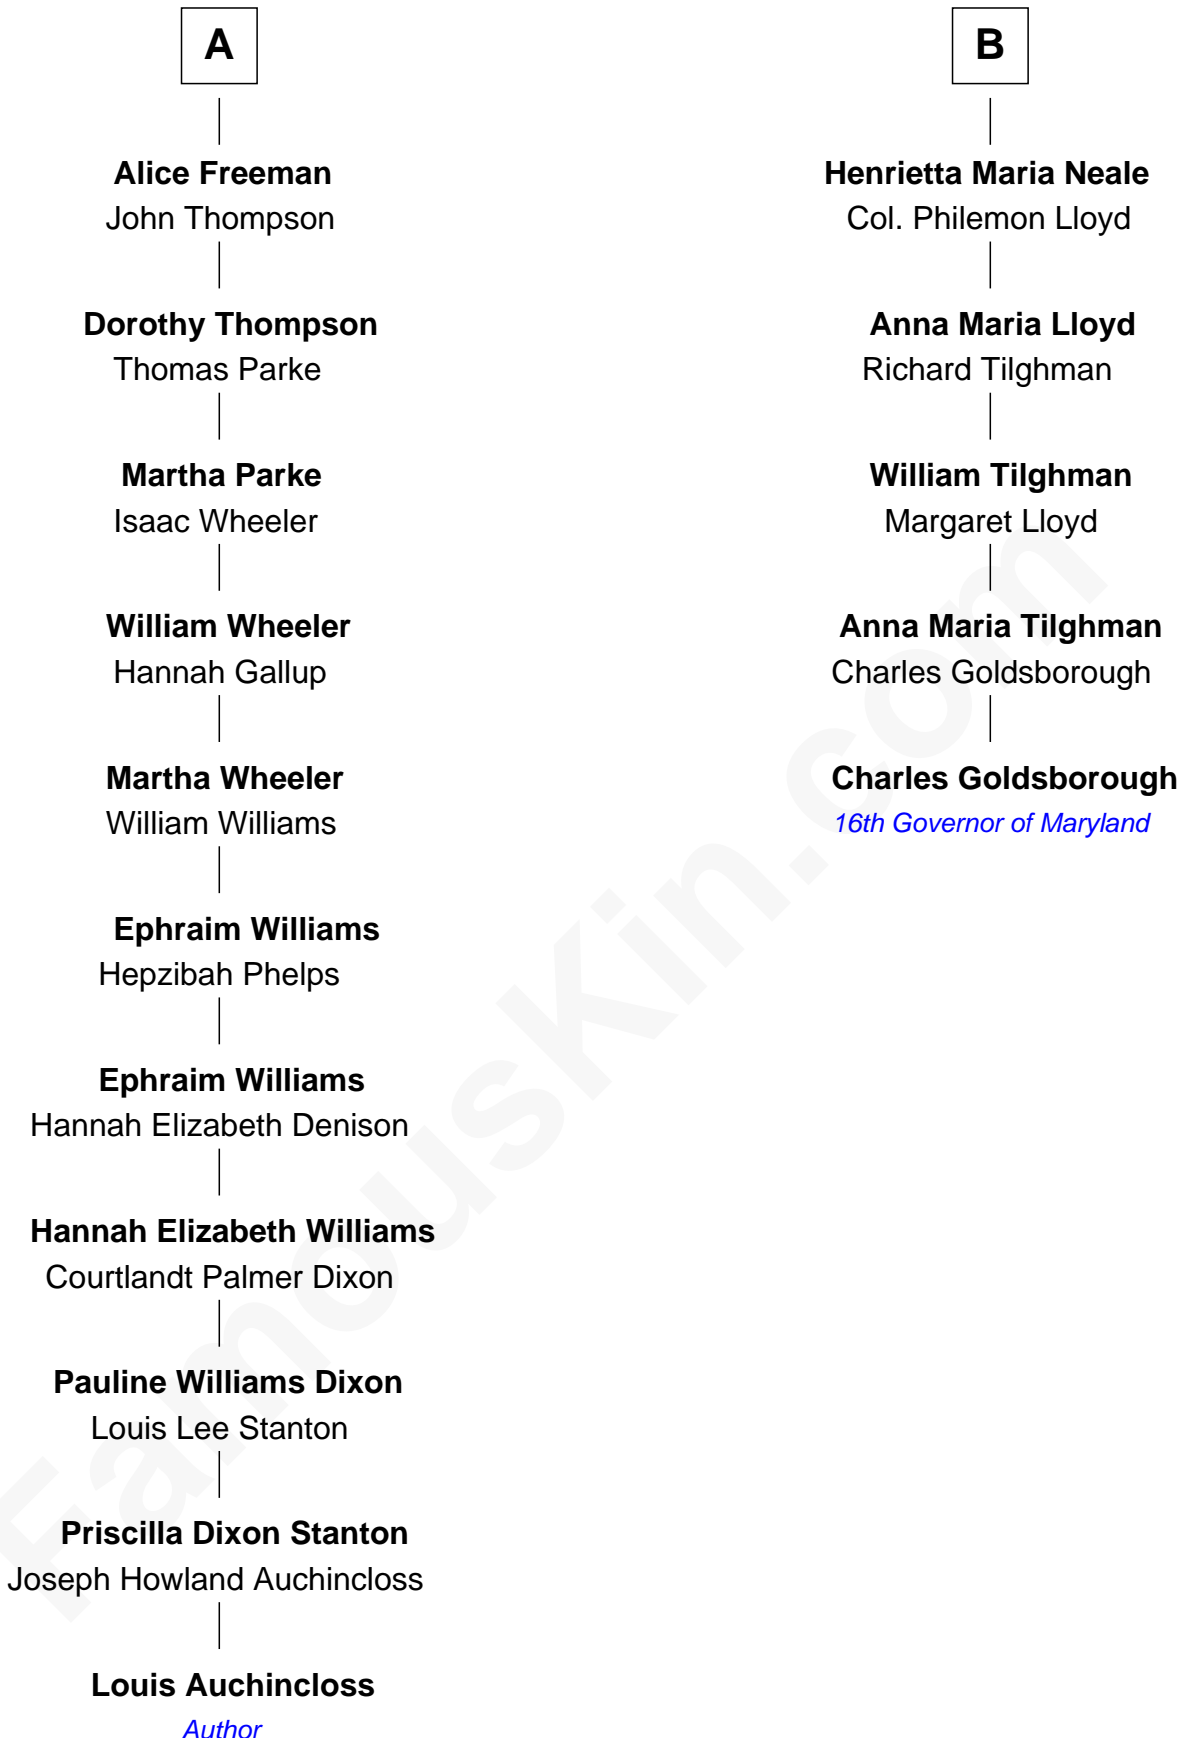 A
Alice Freeman
John Thompson
Dorothy Thompson
Thomas Parke
Martha Parke
Isaac Wheeler
William Wheeler
Hannah Gallup
Martha Wheeler
William Williams
Ephraim Williams
Hepzibah Phelps
Ephraim Williams
Hannah Elizabeth Denison
Hannah Elizabeth Williams
Courtlandt Palmer Dixon
Pauline Williams Dixon
Louis Lee Stanton
Priscilla Dixon Stanton
Joseph Howland Auchincloss
Louis Auchincloss
Author
B
Henrietta Maria Neale
Col. Philemon Lloyd
Anna Maria Lloyd
Richard Tilghman
William Tilghman
Margaret Lloyd
Anna Maria Tilghman
Charles Goldsborough
Charles Goldsborough
16th Governor of Maryland
FamousKin.com